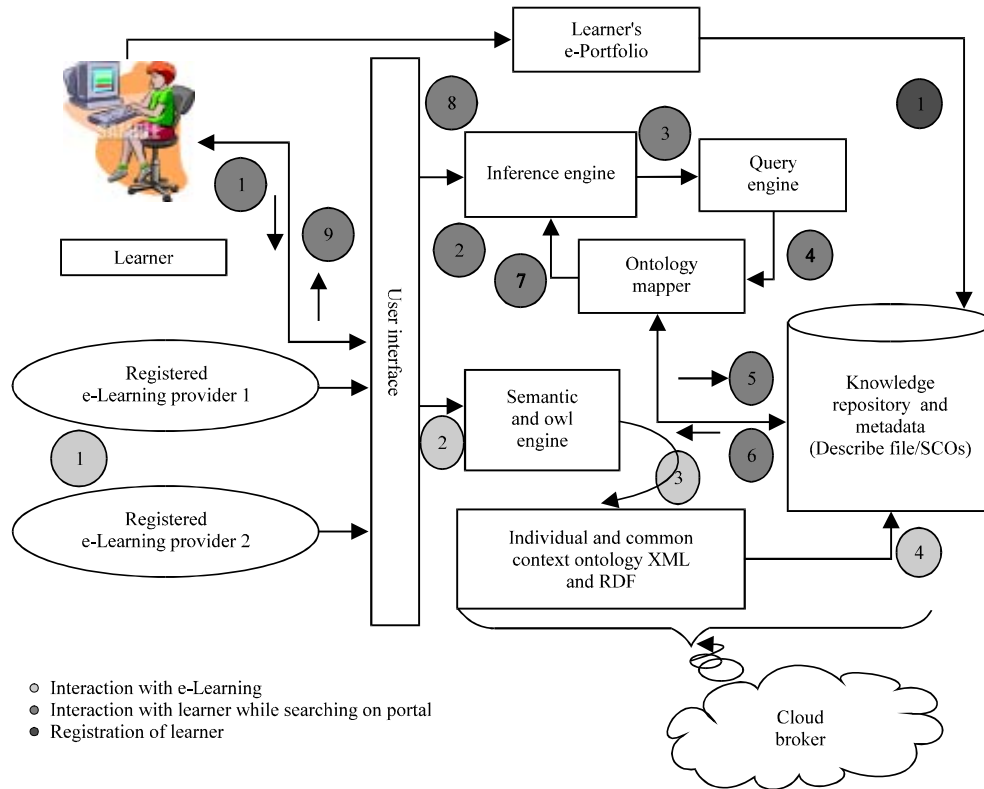 Learner's
e-Portfolio
8
1
3
Inference engine
Query
engine
1
9
2
7
4
Learner
Ontology
mapper
User interface
Registered
e-Learning provider 1
5
Semantic
and owl
engine
Knowledge
repository and
metadata
(Describe file/SCOs)
1
2
6
3
Registered
e-Learning provider 2
Individual and common
context ontology XML
and RDF
4
Interaction with e-Learning
Interaction with learner while searching on portal
Registration of learner
Cloud
broker